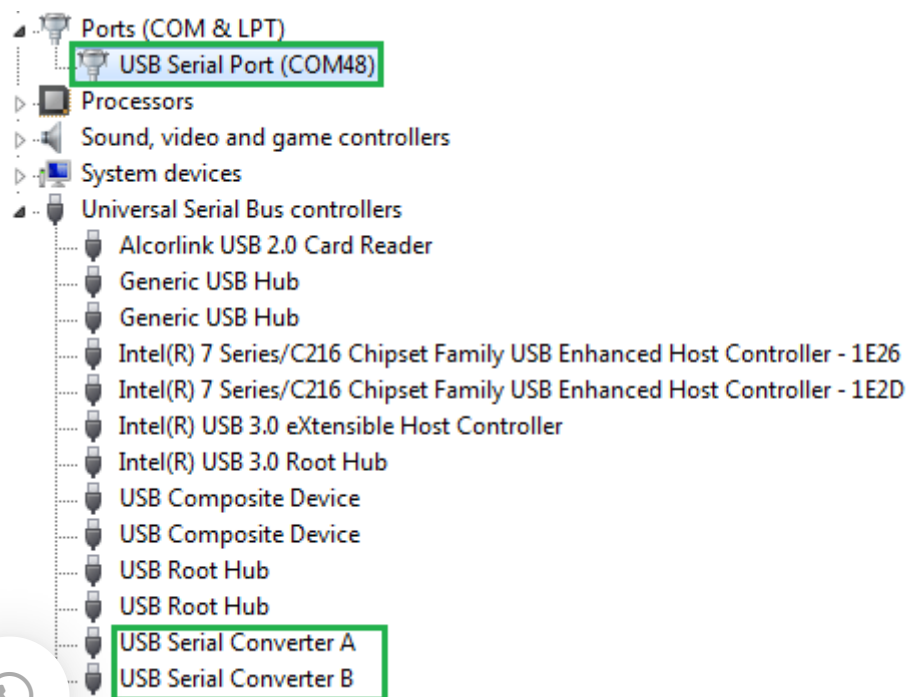 Ports (COM & LPT)
USB Serial Port (COM48)
Processors
Sound, video and game controllers
System devices
Universal Serial Bus controllers
Alcorlink USB 2.0 Card Reader
Generic USB Hub
Generic USB Hub
Intel(R) 7 Series/C216 Chipset Family USB Enhanced Host Controller - 1E26
Intel(R) 7 Series/C216 Chipset Family USB Enhanced Host Controller - 1E2D
Intel(R) USB 3.0 eXtensible Host Controller
Intel(R) USB 3.0 Root Hub
USB Composite Device
USB Composite Device
USB Root Hub
USB Root Hub
USB Serial Converter A
USB Serial Converter B